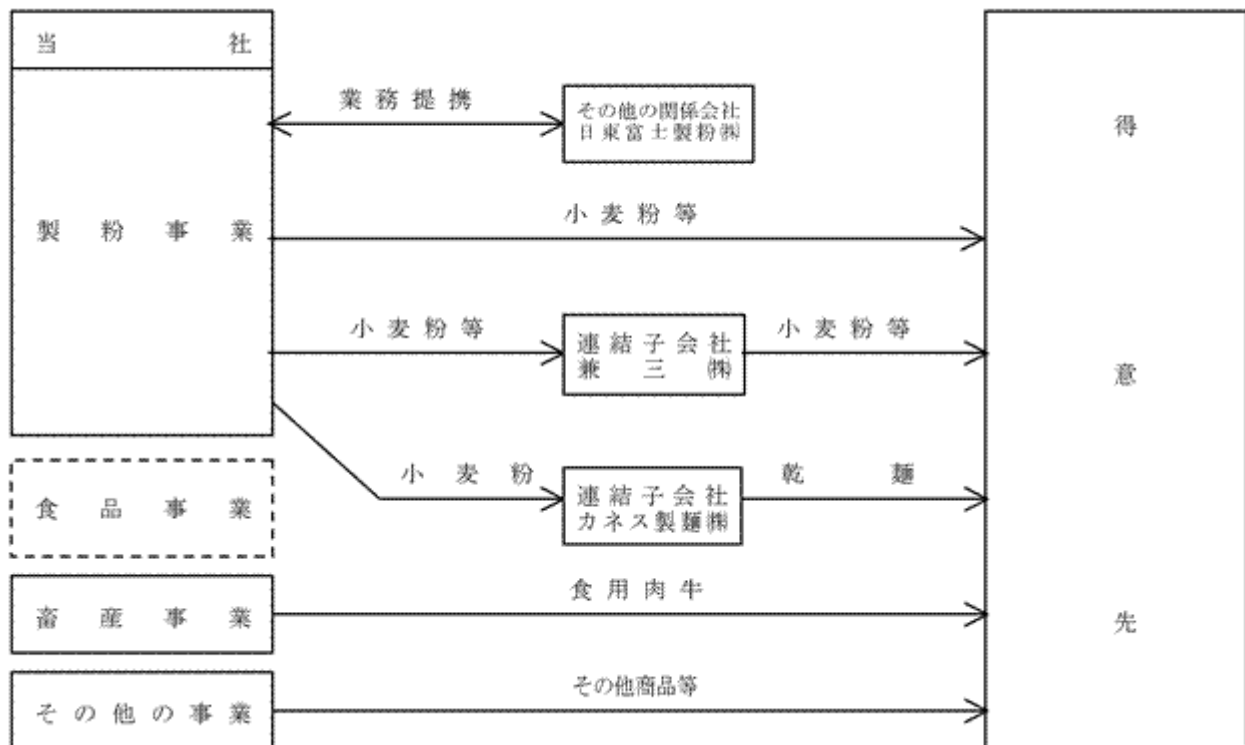 当社
業務提携
その他の関係会社
日東富士製粉㈱
得意先
製粉事業
小麦粉等
小麦粉等
連結子会社
兼三㈱
小麦粉等
小麦粉
連結子会社
カネス製麵㈱
乾麵
食品事業
食用肉牛
畜産事業
その他商品等
その他の事業